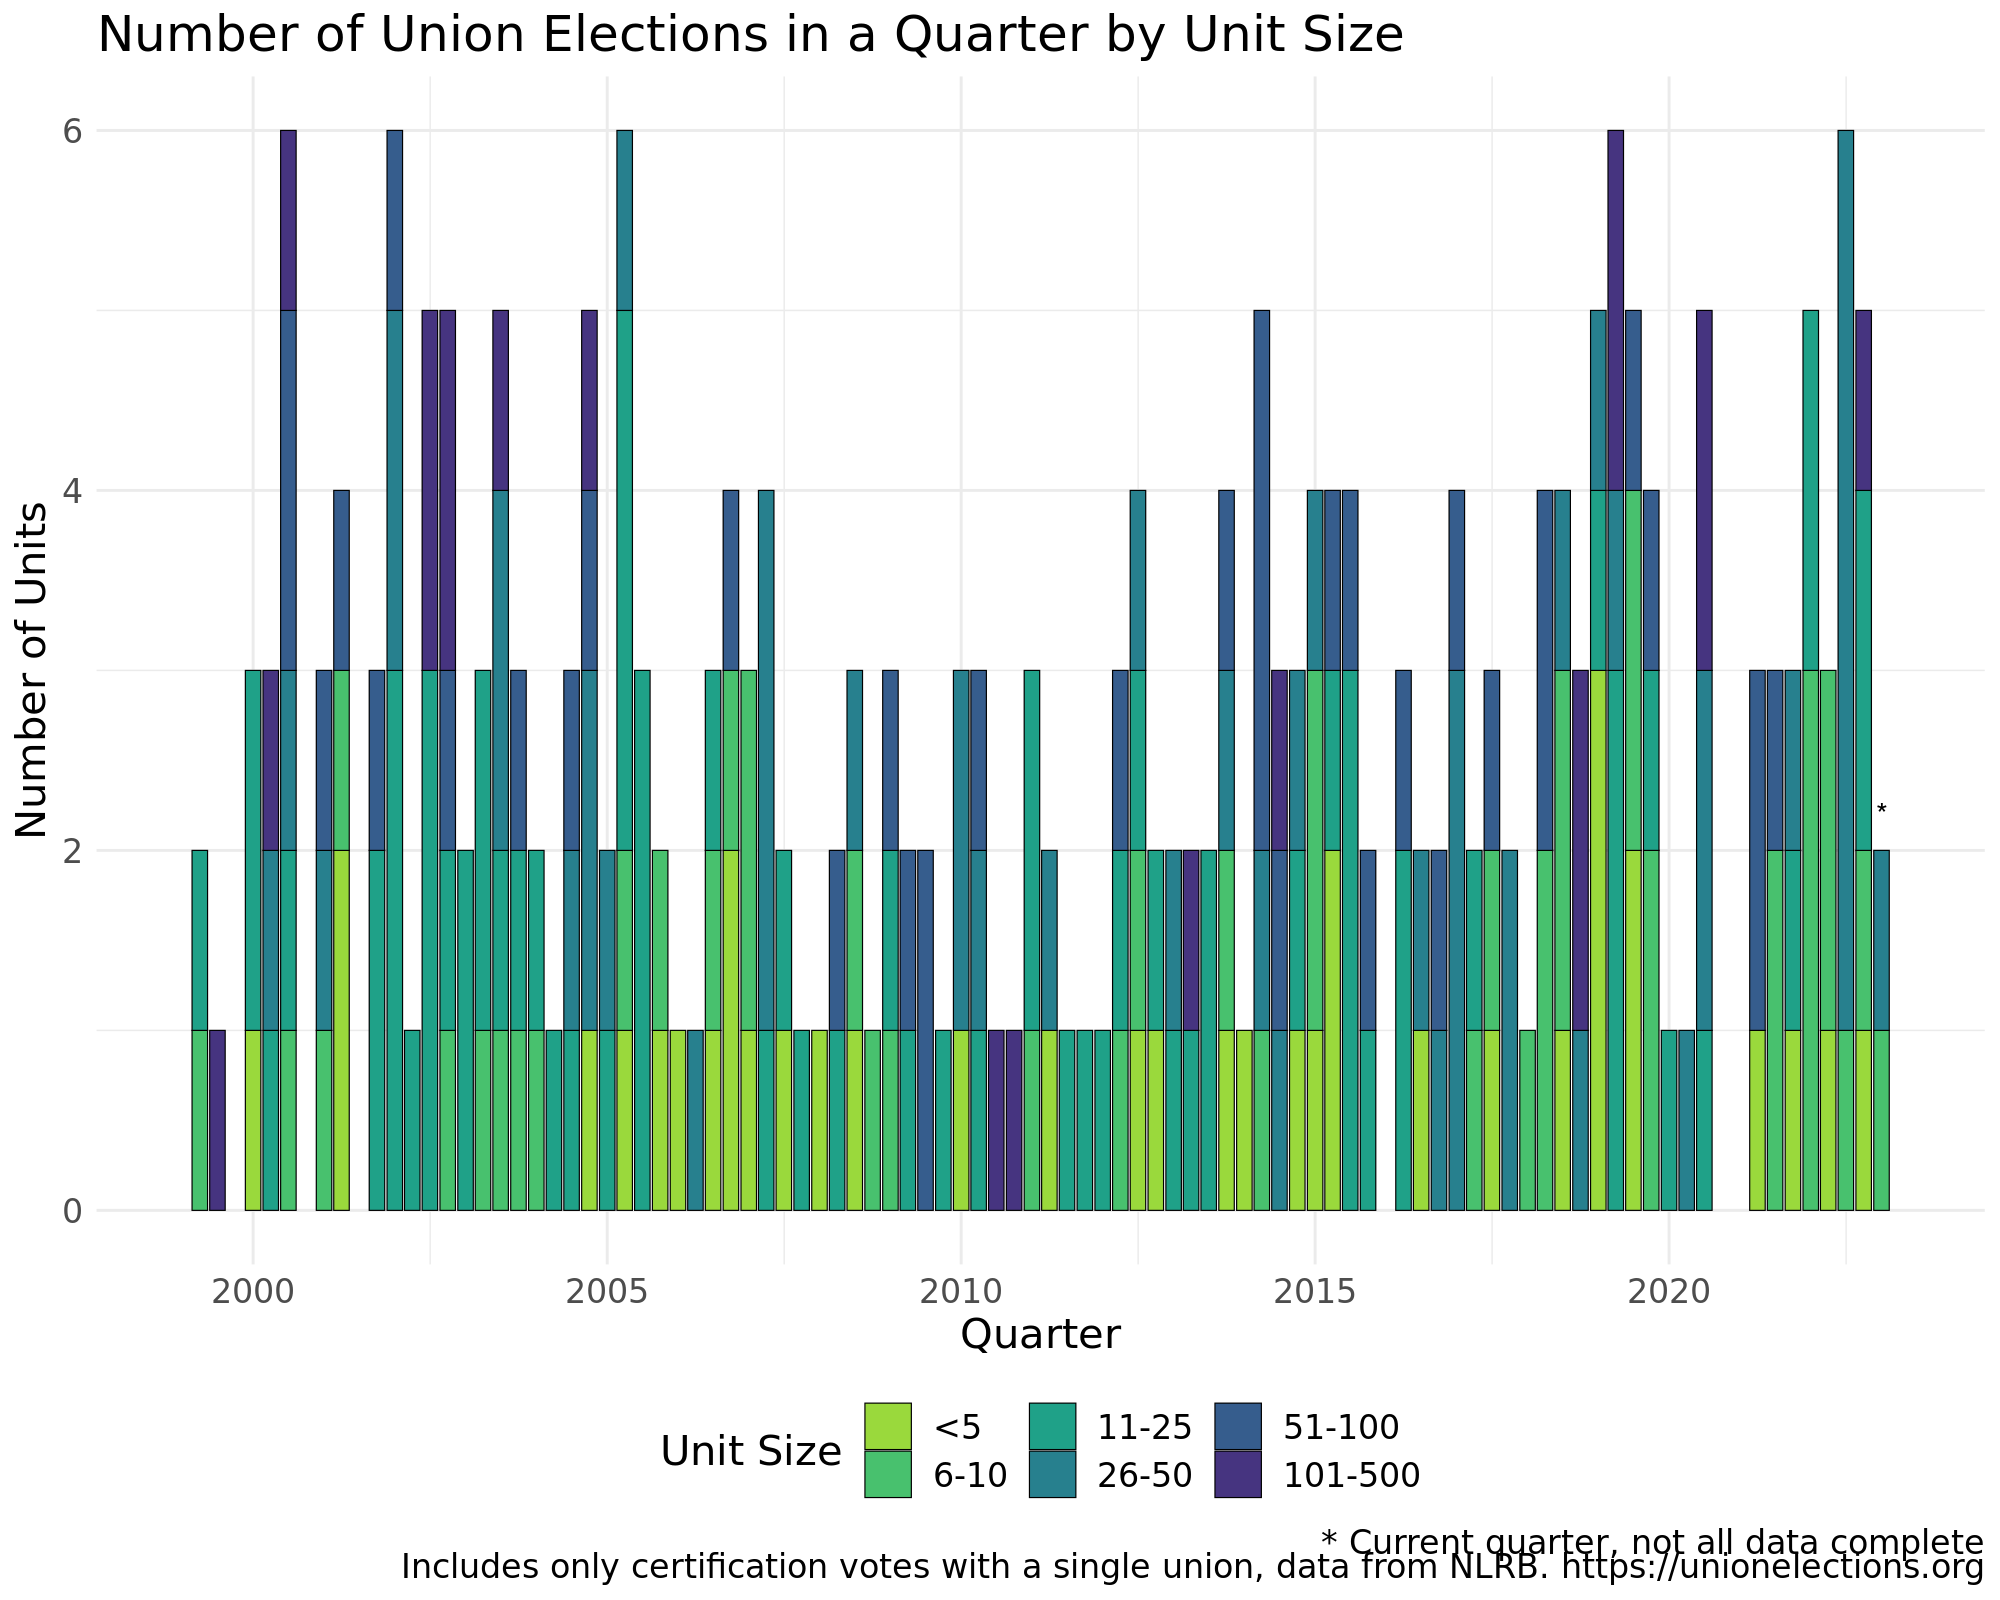 Number of Union Elections in a Quarter by Unit Size
Number of Units
6
4
2
0
*
2000 2005 2010 2015 2020
Quarter
Unit Size
<5 11-25 51-100
6-10 26-50 101-500
* Current quarter, not all data complete
Includes only certification votes with a single union, data from NLRB. https://unionelections.org